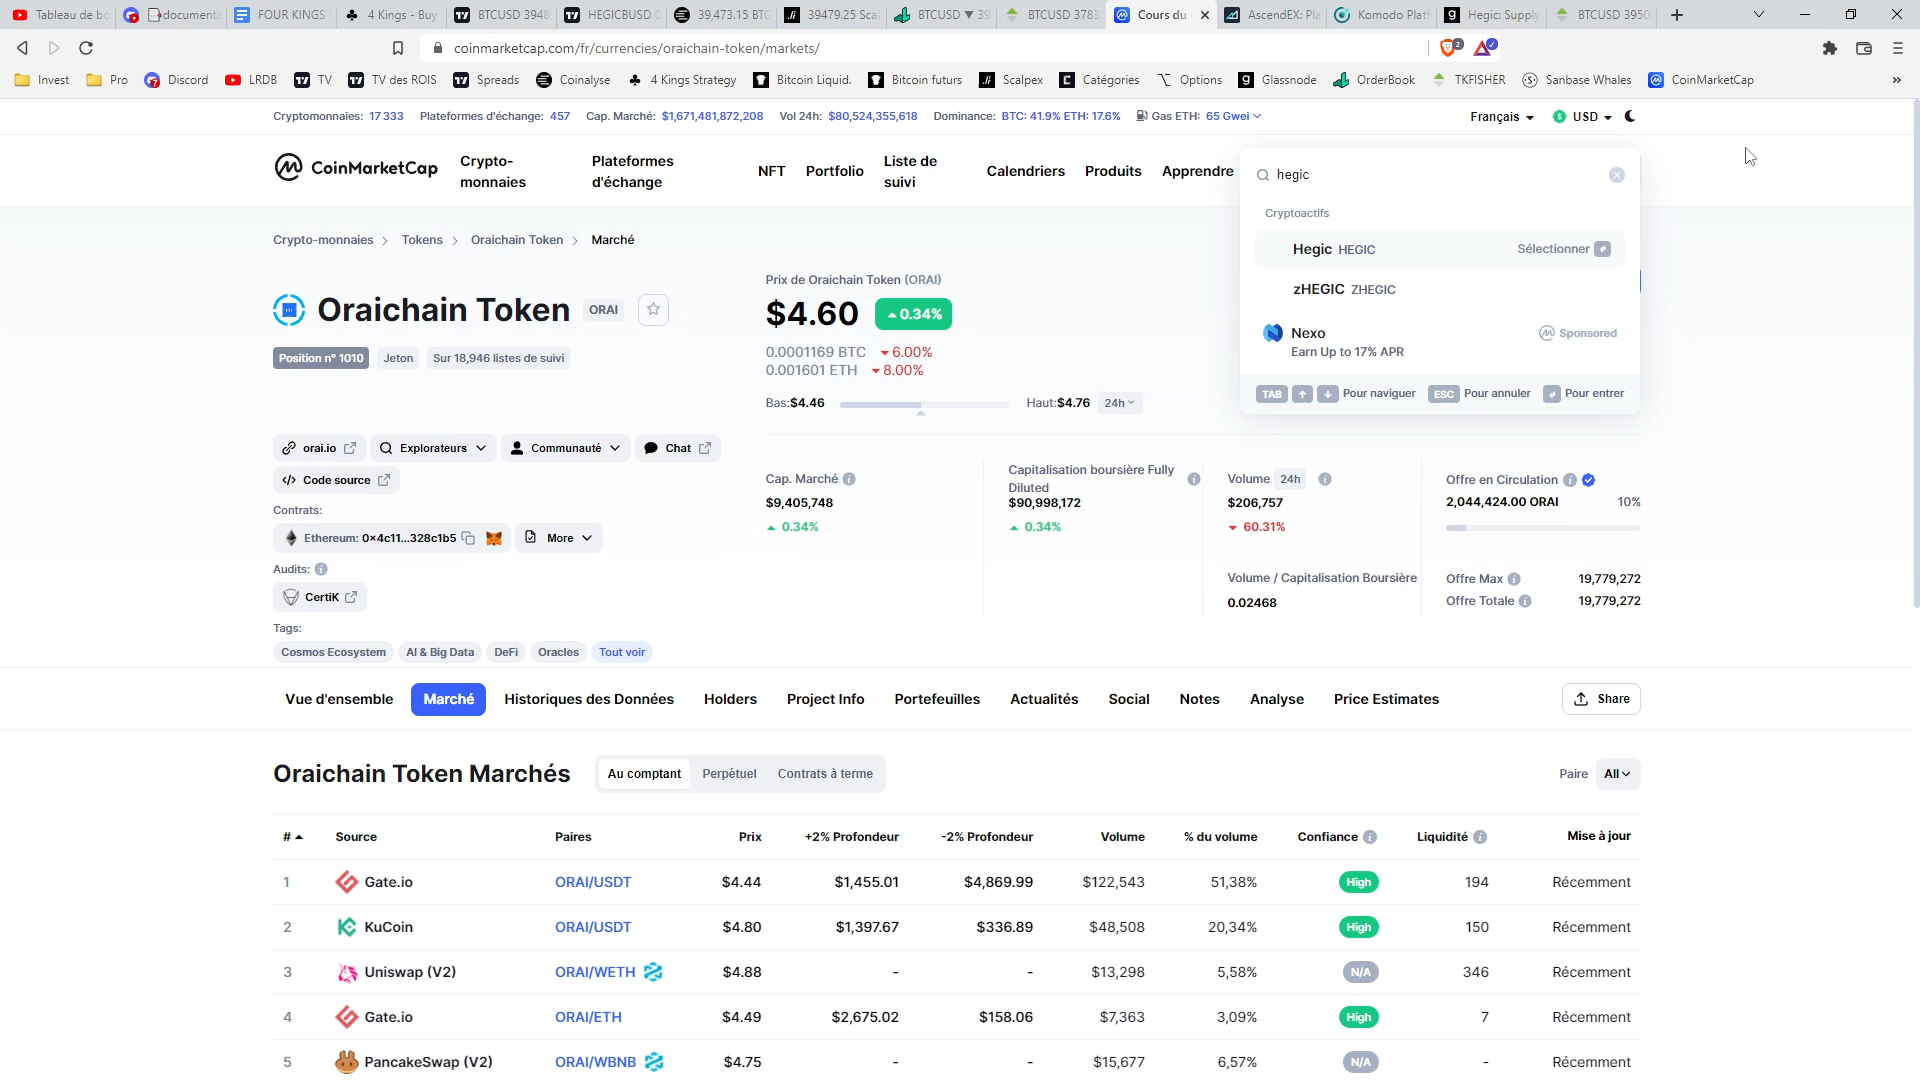 Tableau de bo documenta FOUR KINGS 4 Kings - Buy BTCUSD 3948 HEGICBUSD 0 39,473.15 BTC 39479.25 Scal BTCUSD ▼ 39 BTCUSD 3783 Cours du AscendEX: Pla Komodo Platf Hegic: Supply BTCUSD 3950
coinmarketcap.com/fr/currencies/oraichain-token/markets/ 2
Invest Pro Discord LRDB TV TV des ROIS Spreads Coinalyse 4 Kings Strategy Bitcoin Liquid. Bitcoin futurs Scalpex Catégories Options Glassnode OrderBook TKFISHER Sanbase Whales CoinMarketCap »
Cryptomonnaies: 17 333 Plateformes d'échange: 457 Cap. Marché: $1,671,481,872,208 Vol 24h: $80,524,355,618 Dominance: BTC: 41.9% ETH: 17.6% Gas ETH: 65 Gwei Français USD
CoinMarketCap Crypto-monnaies Plateformes d'échange NFT Portfolio Liste de suivi Calendriers Produits Apprendre
hegic
Cryptoactifs
Hegic HEGIC Sélectionner
zHEGIC ZHEGIC
Nexo Sponsored
Earn Up to 17% APR
TAB Pour naviguer ESC Pour annuler Pour entrer
Crypto-monnaies > Tokens > Oraichain Token > Marché
Oraichain Token ORAI
Position n° 1010 Jeton Sur 18,946 listes de suivi
Prix de Oraichain Token (ORAI)
$4.60 0.34%
0.0001169 BTC 6.00%
0.001601 ETH 8.00%
Bas:$4.46 Haut:$4.76 24h
orai.io Explorateurs Communauté Chat
Code source
Contrats:
Ethereum: 0x4c11...328c1b5 More
Audits:
CertiK
Tags:
Cosmos Ecosystem AI & Big Data DeFi Oracles Tout voir
Cap. Marché
$9,405,748
0.34%
Capitalisation boursière Fully
Diluted
$90,998,172
0.34%
Volume 24h
$206,757
60.31%
Volume / Capitalisation Boursière
0.02468
Offre en Circulation
2,044,424.00 ORAI 10%
Offre Max 19,779,272
Offre Totale 19,779,272
Vue d'ensemble Marché Historiques des Données Holders Project Info Portefeuilles Actualités Social Notes Analyse Price Estimates Share
Oraichain Token Marchés Au comptant Perpétuel Contrats à terme Paire All
# Source Paires Prix +2% Profondeur -2% Profondeur Volume % du volume Confiance Liquidité Mise à jour
1 Gate.io ORAI/USDT $4.44 $1,455.01 $4,869.99 $122,543 51,38% High 194 Récemment
2 KuCoin ORAI/USDT $4.80 $1,397.67 $336.89 $48,508 20,34% High 150 Récemment
3 Uniswap (V2) ORAI/WETH $4.88 - - $13,298 5,58% N/A 346 Récemment
4 Gate.io ORAI/ETH $4.49 $2,675.02 $158.06 $7,363 3,09% High 7 Récemment
5 PancakeSwap (V2) ORAI/WBNB $4.75 - - $15,677 6,57% N/A - Récemment